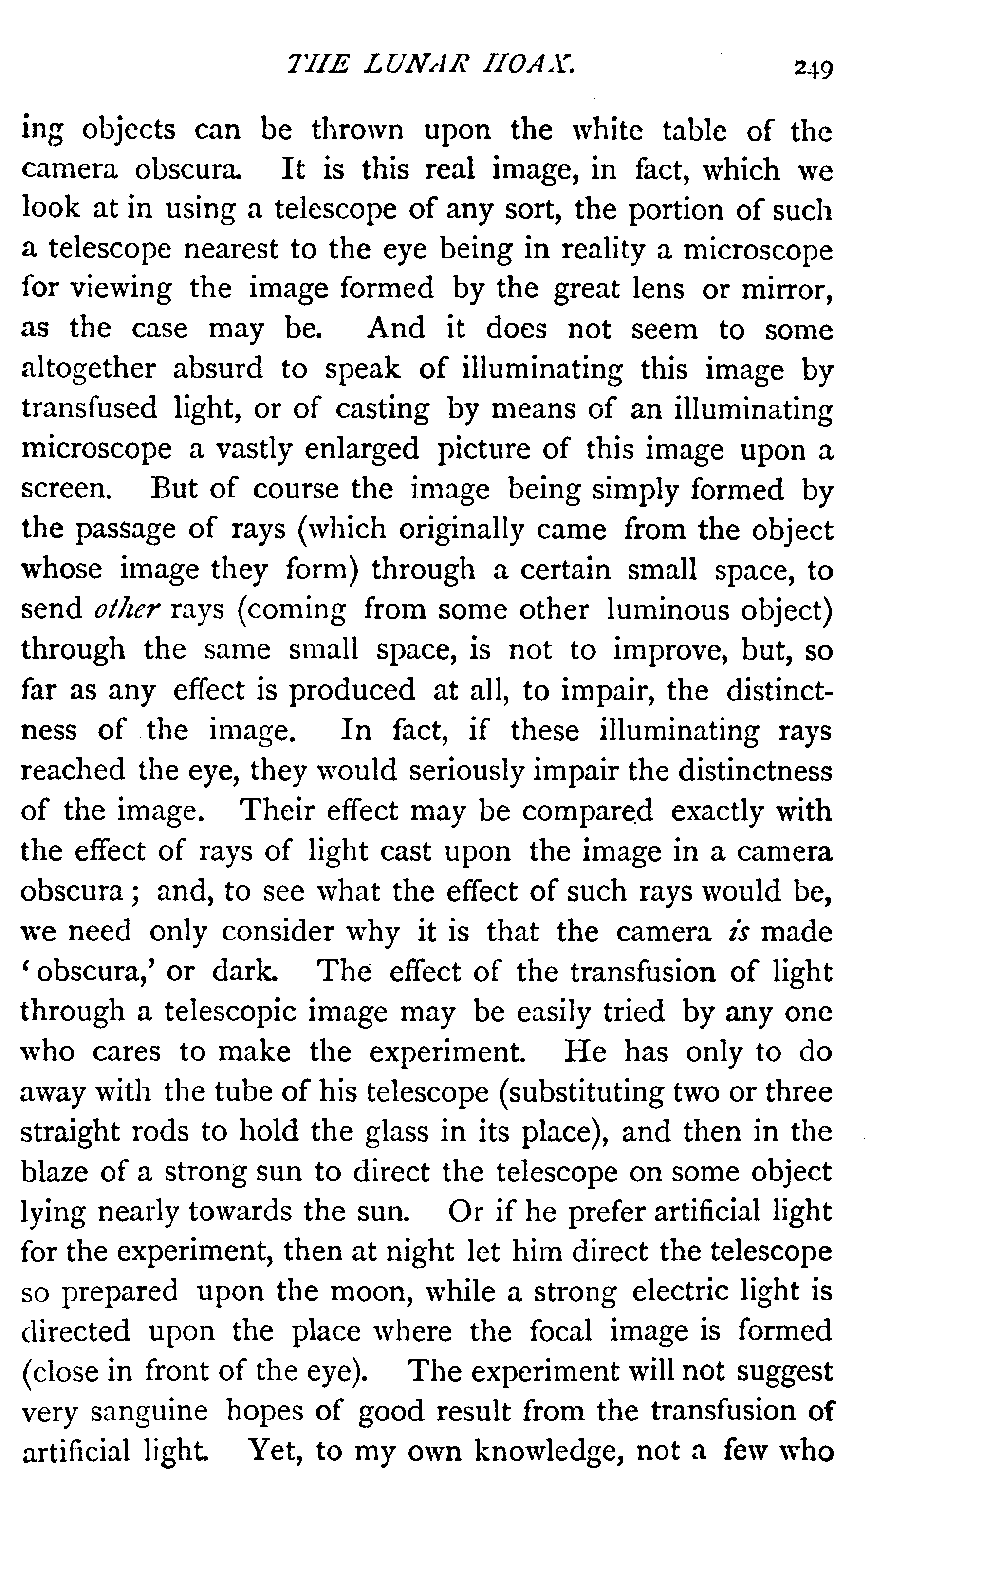 THE LUNAR HOAX. 249
ing objects can be thrown upon the white table of the
camera obscura. It is this real image, in fact, which we
look at in using a telescope of any sort, the portion of such
a telescope nearest to the eye being in reality a microscope
for viewing the image formed by the great lens or mirror,
as the case may be. And it does not seem to some
altogether absurd to speak of illuminating this image by
transfused light, or of casting by means of an illuminating
microscope a vastly enlarged picture of this image upon a
screen. But of course the image being simply formed by
the passage of rays (which originally came from the object
whose image they form) through a certain small space, to
send other rays (coming from some other luminous object)
through the same small space, is not to improve, but, so
far as any effect is produced at all, to impair, the distinct-
ness of the image. In fact, if these illuminating rays
reached the eye, they would seriously impair the distinctness
of the image. Their effect may be compared exactly with
the effect of rays of light cast upon the image in a camera
obscura ; and, to see what the effect of such rays would be,
we need only consider why it is that the camera is made
‘ obscura,’ or dark. The effect of the transfusion of light
through a telescopic image may be easily tried by any one
who cares to make the experiment. He has only to do
away with the tube of his telescope (substituting two or three
straight rods to hold the glass in its place), and then in the
blaze of a strong sun to direct the telescope on some object
lying nearly towards the sun. Or if he prefer artificial light
for the experiment, then at night let him direct the telescope
so prepared upon the moon, while a strong electric light is
directed upon the place where the focal image is formed
(close in front of the eye). The experiment will not suggest
very sanguine hopes of good result from the transfusion of
artificial light. Yet, to my own knowledge, not a few who